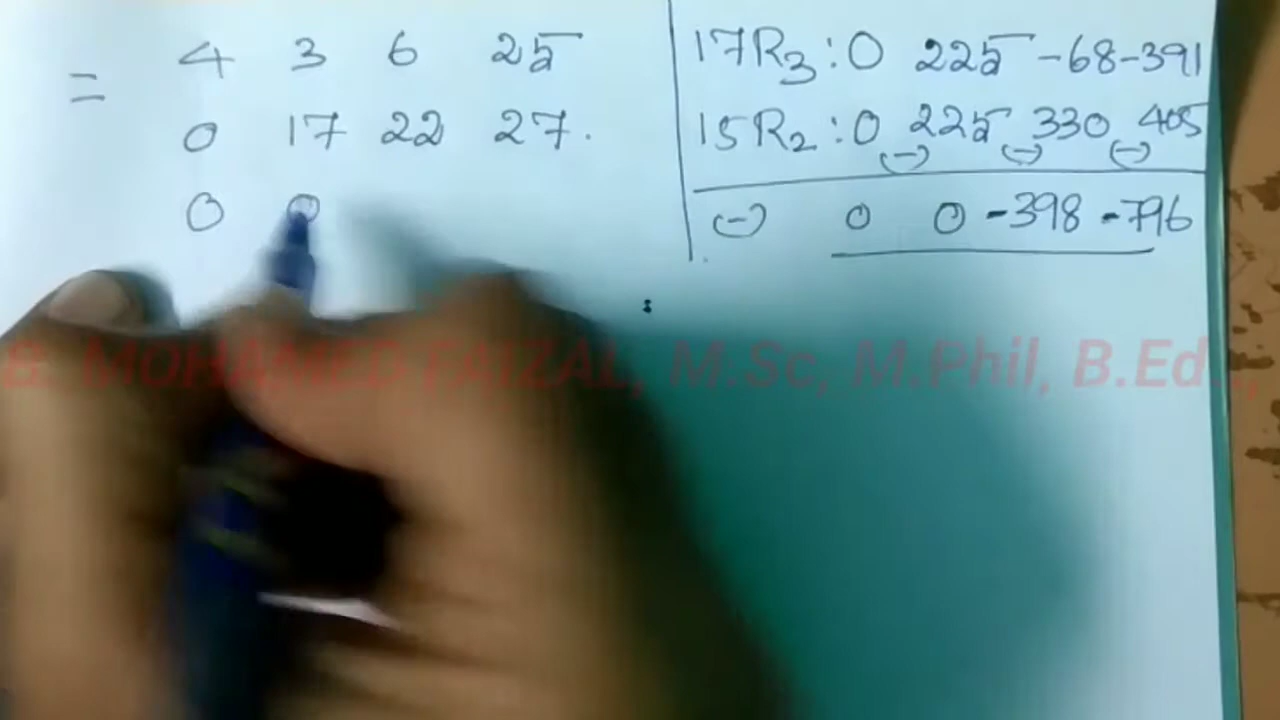 = 4 3 6 25
0 17 22 27.
0 0
17R3 : 0 225 -68 -391
15R2 : 0 225 330 405
(-) (-) (-)
(-) 0 0 -398 -796
S. MOHAMED FAIZAL, M.Sc, M.Phil, B.Ed.,